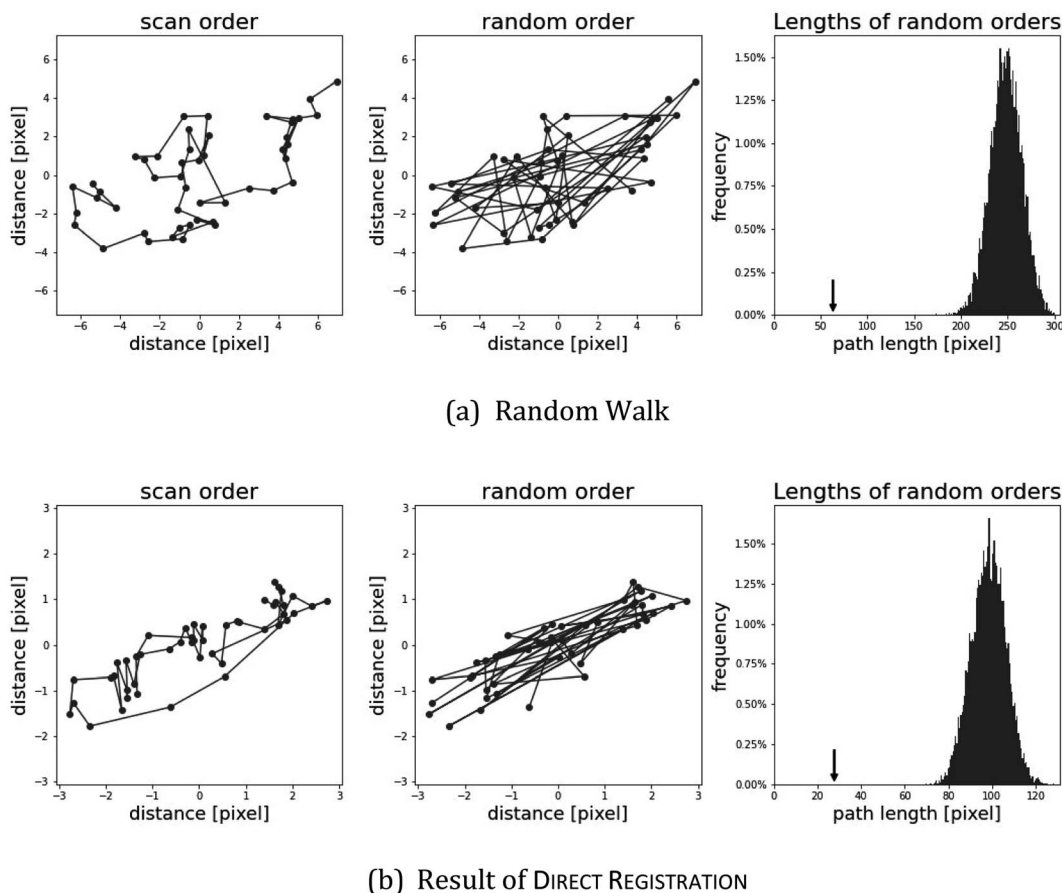 scan order random order Lengths of random orders
distance [pixel]
6
4
2
0
−2
−4
−6
−6 −4 −2 0 2 4 6
distance [pixel]
distance [pixel]
6
4
2
0
−2
−4
−6
−6 −4 −2 0 2 4 6
distance [pixel]
frequency
1.50%
1.25%
1.00%
0.75%
0.50%
0.25%
0.00%
0 50 100 150 200 250 300
path length [pixel]
(a) Random Walk
scan order random order Lengths of random orders
distance [pixel]
3
2
1
0
−1
−2
−3
−3 −2 −1 0 1 2 3
distance [pixel]
distance [pixel]
3
2
1
0
−1
−2
−3
−3 −2 −1 0 1 2 3
distance [pixel]
frequency
1.50%
1.25%
1.00%
0.75%
0.50%
0.25%
0.00%
0 20 40 60 80 100 120
path length [pixel]
(b) Result of DIRECT REGISTRATION